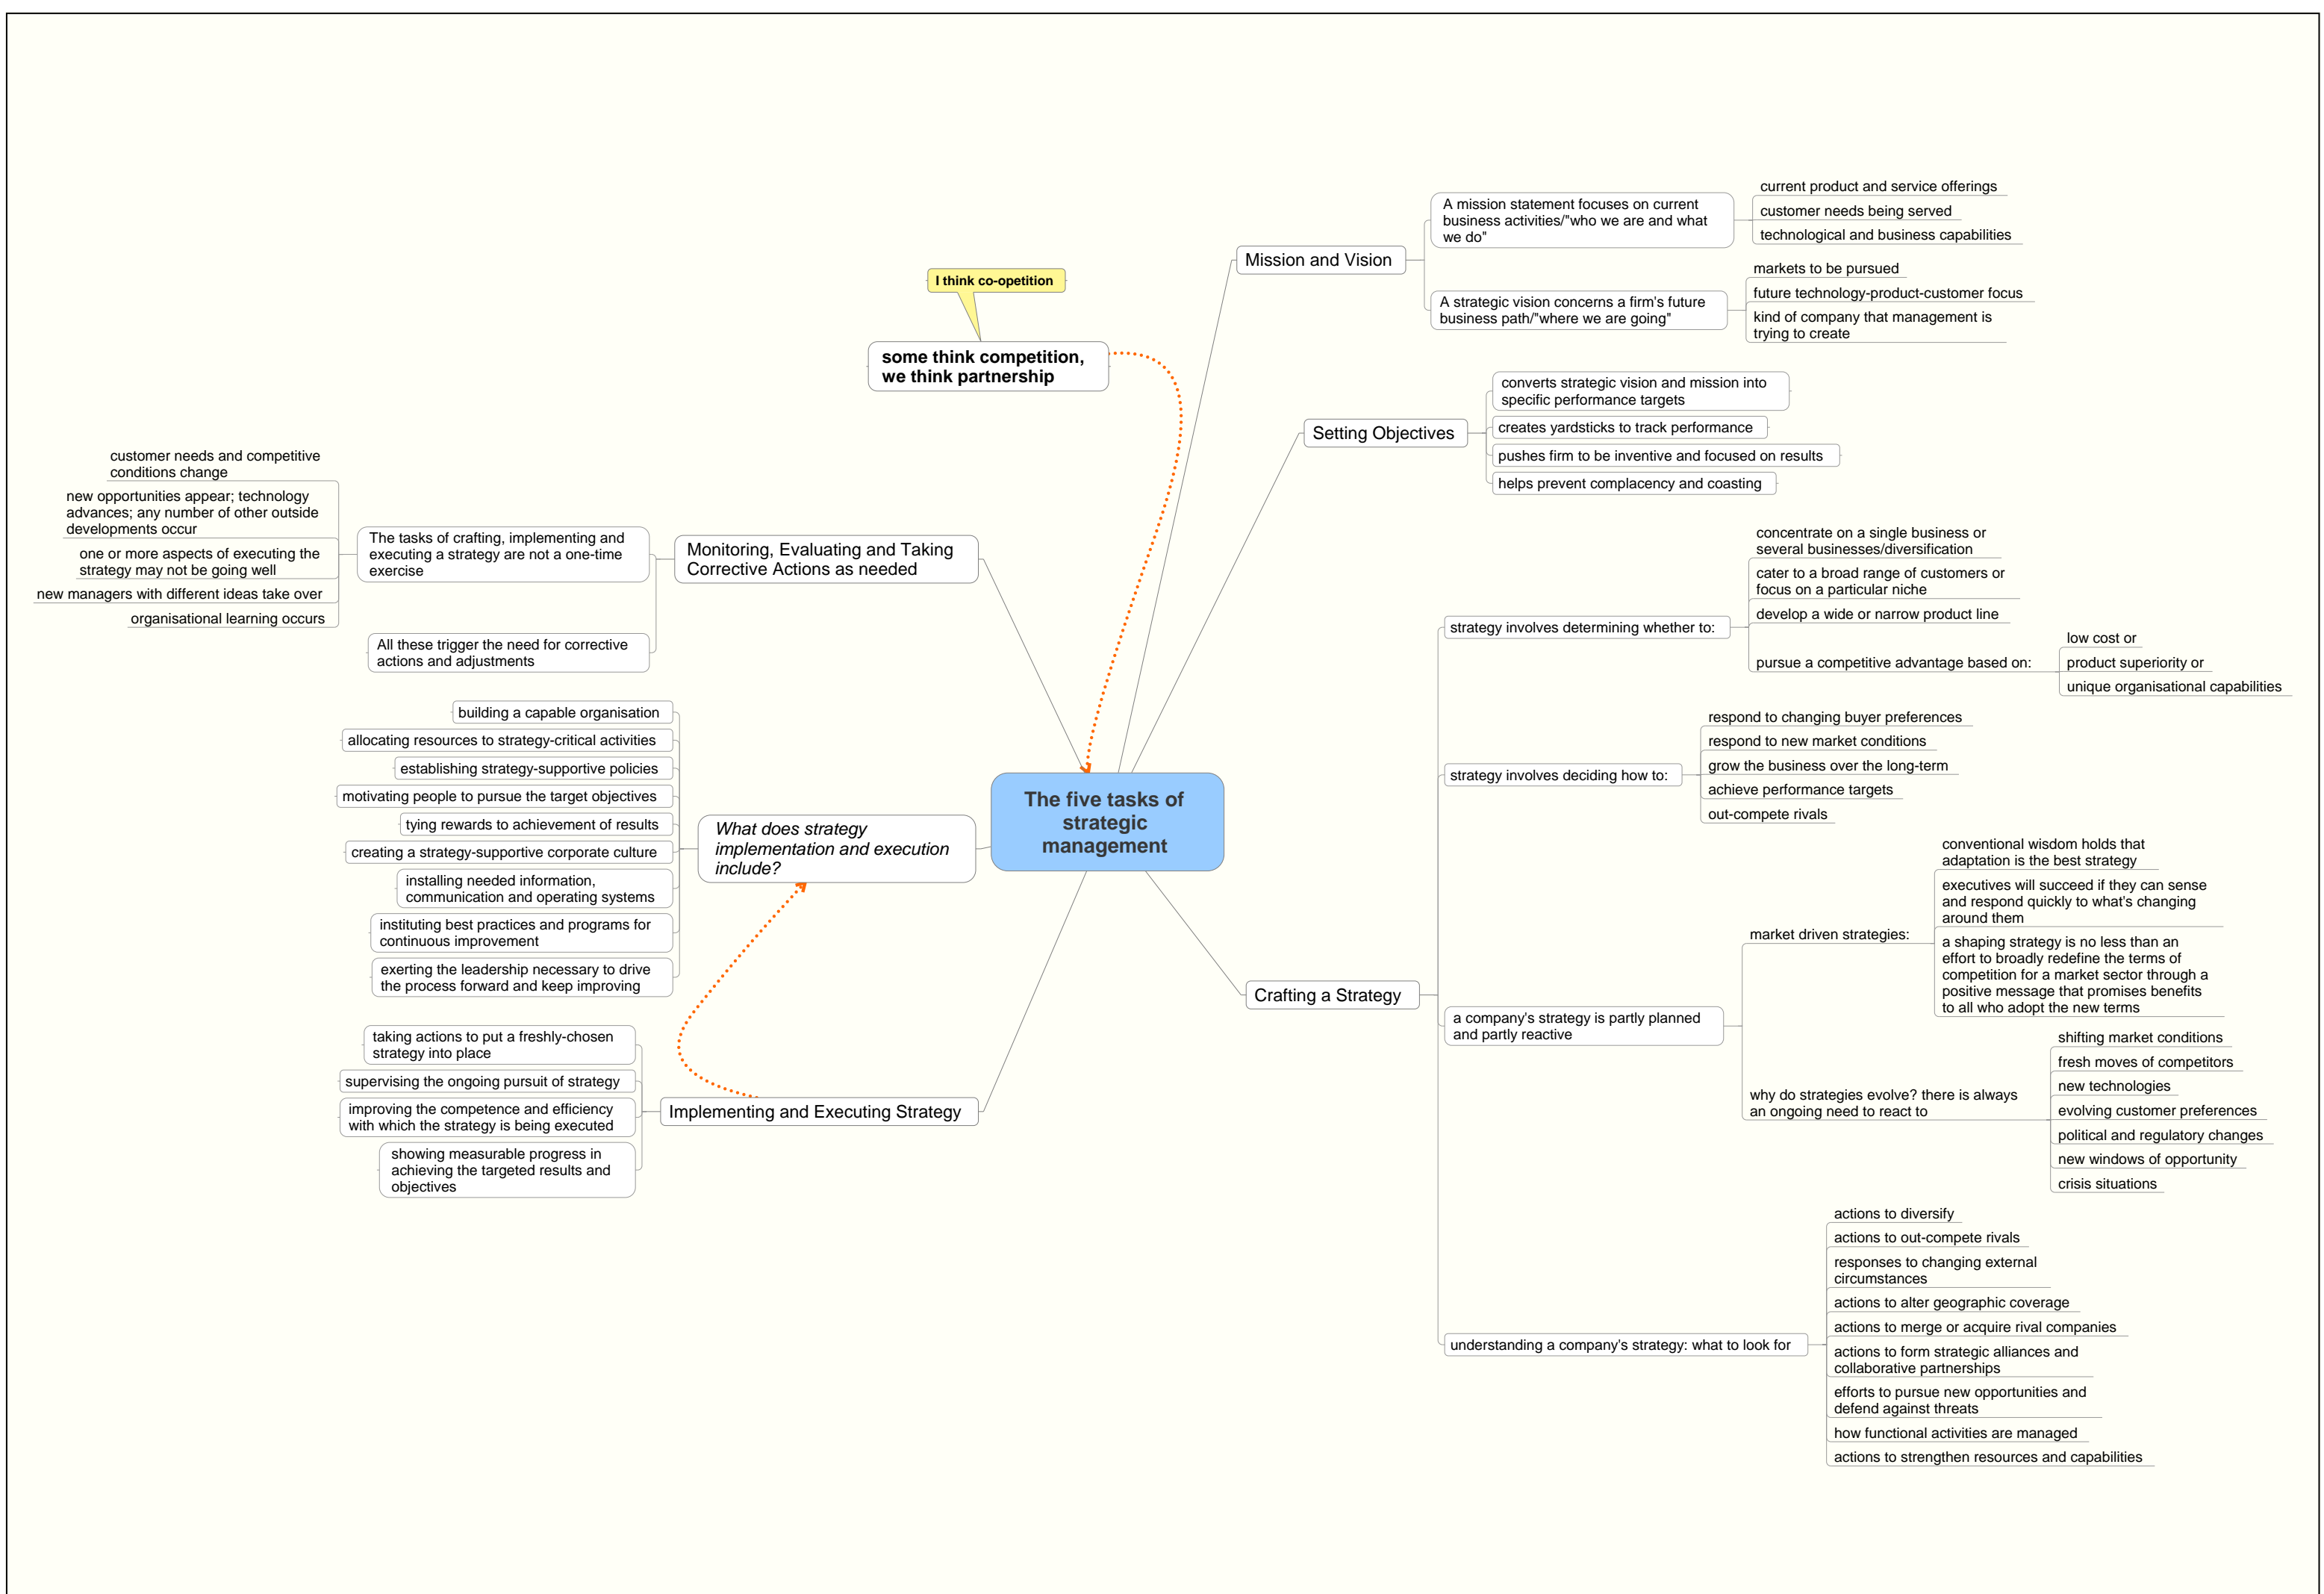 The five tasks of
strategic
management
Mission and Vision
A mission statement focuses on current
business activities/"who we are and what
we do"
current product and service offerings
customer needs being served
technological and business capabilities
A strategic vision concerns a firm's future
business path/"where we are going"
markets to be pursued
future technology-product-customer focus
kind of company that management is
trying to create
Setting Objectives
converts strategic vision and mission into
specific performance targets
creates yardsticks to track performance
pushes firm to be inventive and focused on results
helps prevent complacency and coasting
Crafting a Strategy
strategy involves determining whether to:
concentrate on a single business or
several businesses/diversification
cater to a broad range of customers or
focus on a particular niche
develop a wide or narrow product line
pursue a competitive advantage based on:
low cost or
product superiority or
unique organisational capabilities
strategy involves deciding how to:
respond to changing buyer preferences
respond to new market conditions
grow the business over the long-term
achieve performance targets
out-compete rivals
a company's strategy is partly planned
and partly reactive
market driven strategies:
conventional wisdom holds that
adaptation is the best strategy
executives will succeed if they can sense
and respond quickly to what's changing
around them
a shaping strategy is no less than an
effort to broadly redefine the terms of
competition for a market sector through a
positive message that promises benefits
to all who adopt the new terms
why do strategies evolve? there is always
an ongoing need to react to
shifting market conditions
fresh moves of competitors
new technologies
evolving customer preferences
political and regulatory changes
new windows of opportunity
crisis situations
understanding a company's strategy: what to look for
actions to diversify
actions to out-compete rivals
responses to changing external
circumstances
actions to alter geographic coverage
actions to merge or acquire rival companies
actions to form strategic alliances and
collaborative partnerships
efforts to pursue new opportunities and
defend against threats
how functional activities are managed
actions to strengthen resources and capabilities
Implementing and Executing Strategy
taking actions to put a freshly-chosen
strategy into place
supervising the ongoing pursuit of strategy
improving the competence and efficiency
with which the strategy is being executed
showing measurable progress in
achieving the targeted results and
objectives
What does strategy
implementation and execution
include?
building a capable organisation
allocating resources to strategy-critical activities
establishing strategy-supportive policies
motivating people to pursue the target objectives
tying rewards to achievement of results
creating a strategy-supportive corporate culture
installing needed information,
communication and operating systems
instituting best practices and programs for
continuous improvement
exerting the leadership necessary to drive
the process forward and keep improving
Monitoring, Evaluating and Taking
Corrective Actions as needed
The tasks of crafting, implementing and
executing a strategy are not a one-time
exercise
customer needs and competitive
conditions change
new opportunities appear; technology
advances; any number of other outside
developments occur
one or more aspects of executing the
strategy may not be going well
new managers with different ideas take over
organisational learning occurs
All these trigger the need for corrective
actions and adjustments
some think competition,
we think partnership
I think co-opetition